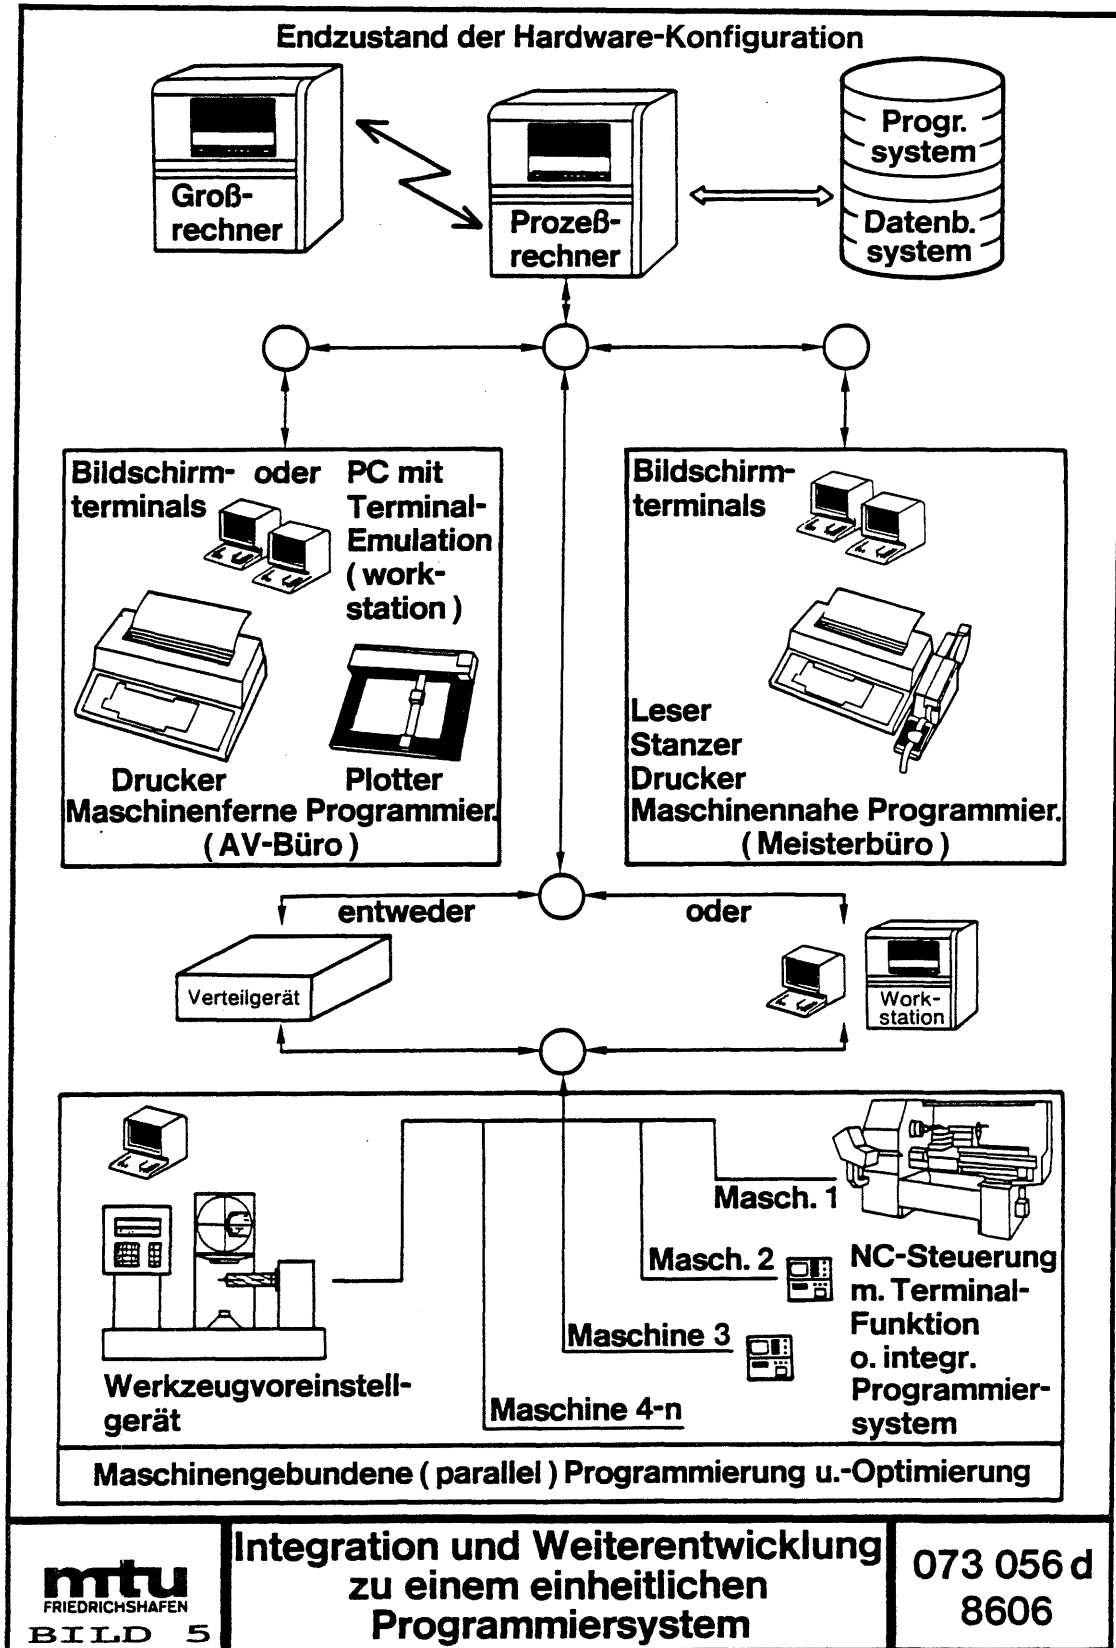 Endzustand der Hardware-Konfiguration
Groß-
rechner
Prozeß-
rechner
Progr.
system
Datenb.
system
Bildschirm-
terminals
oder
PC mit
Terminal-
Emulation
(work-
station)
Drucker
Plotter
Maschinenferne Programmier.
(AV-Büro)
Bildschirm-
terminals
Leser
Stanzer
Drucker
Maschinennahe Programmier.
(Meisterbüro)
entweder
oder
Verteilgerät
Work-
station
Masch. 1
Masch. 2
Maschine 3
Maschine 4-n
NC-Steuerung
m. Terminal-
Funktion
o. integr.
Programmier-
system
Werkzeugvoreinstell-
gerät
Maschinengebundene (parallel) Programmierung u.-Optimierung
mtu
FRIEDRICHSHAFEN
BILD 5
Integration und Weiterentwicklung
zu einem einheitlichen
Programmiersystem
073 056 d
8606